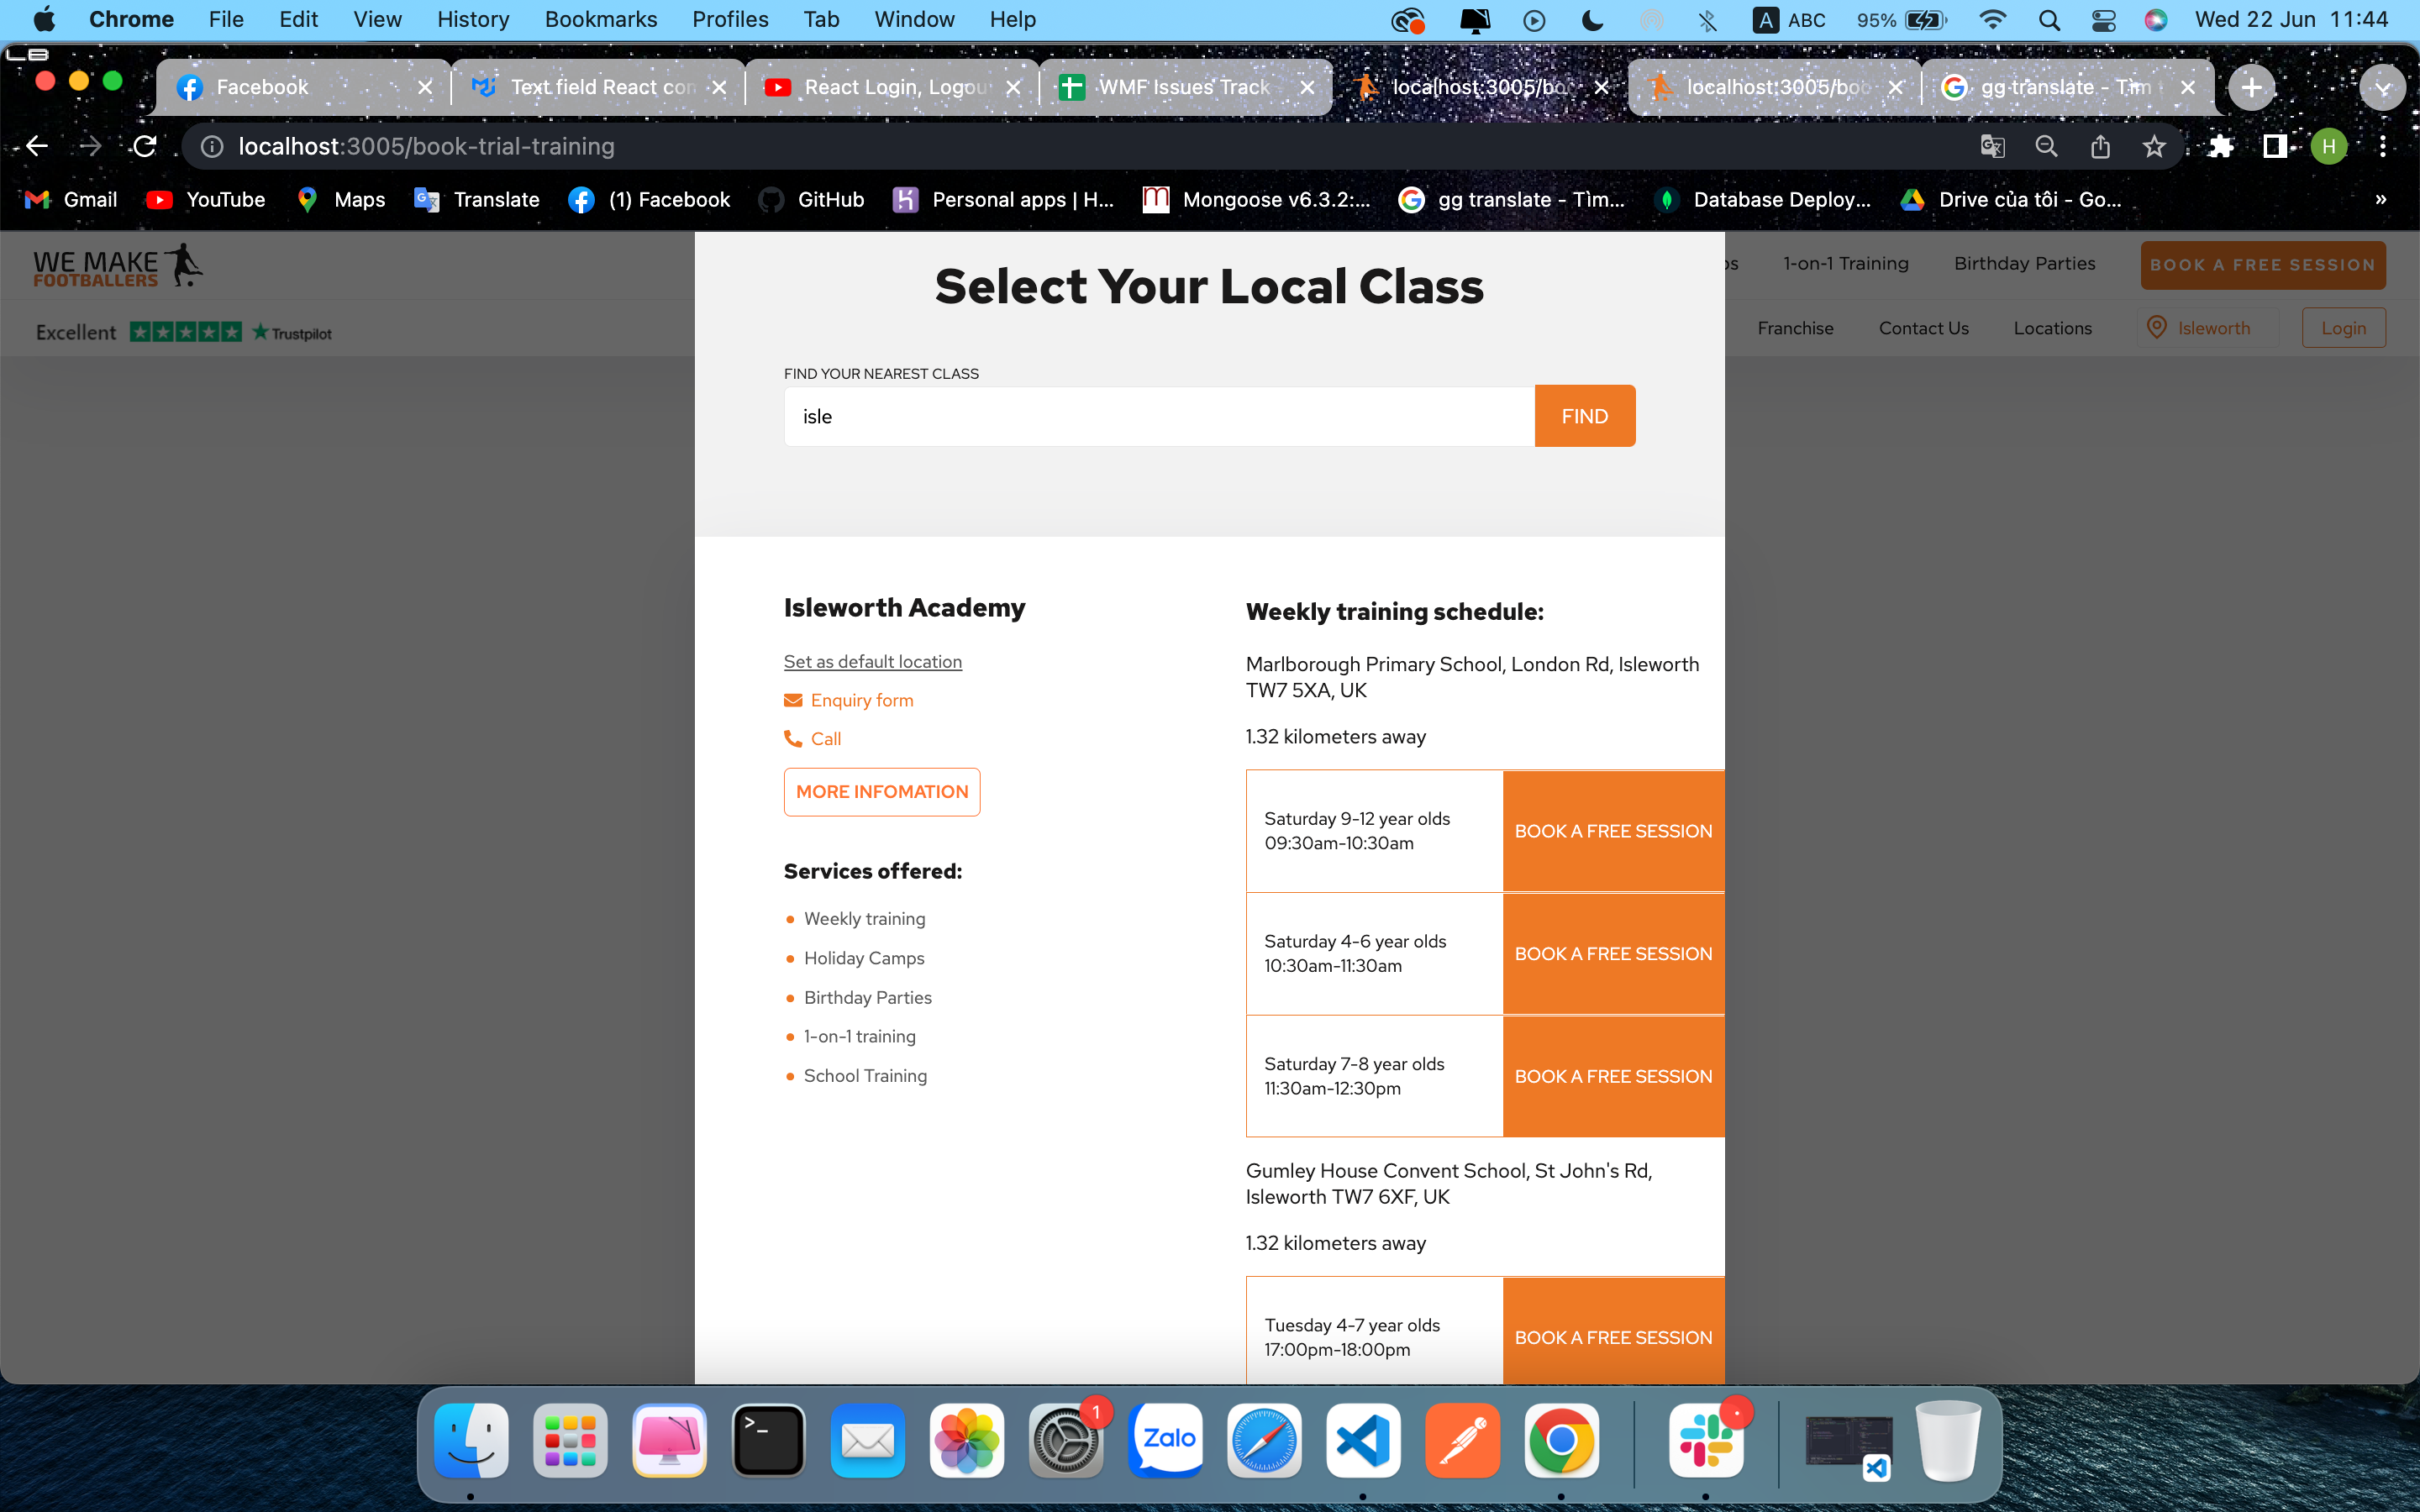 Chrome File Edit View History Bookmarks Profiles Tab Window Help A ABC 95% Wed 22 Jun 11:44
Facebook Text field React con React Login, Logou WMF Issues Track localhost:3005/bo localhost:3005/boo gg translate - Tìm
localhost:3005/book-trial-training H
Gmail YouTube Maps Translate (1) Facebook GitHub Personal apps | H... Mongoose v6.3.2:... gg translate - Tìm... Database Deploy... Drive của tôi - Go... »
WE MAKE
FOOTBALLERS
1-on-1 Training Birthday Parties BOOK A FREE SESSION
Excellent Trustpilot
Franchise Contact Us Locations Isleworth Login
Select Your Local Class
FIND YOUR NEAREST CLASS
isle FIND
Isleworth Academy
Set as default location
Enquiry form
Call
MORE INFOMATION
Services offered:
Weekly training
Holiday Camps
Birthday Parties
1-on-1 training
School Training
Weekly training schedule:
Marlborough Primary School, London Rd, Isleworth
TW7 5XA, UK
1.32 kilometers away
Saturday 9-12 year olds
09:30am-10:30am
BOOK A FREE SESSION
Saturday 4-6 year olds
10:30am-11:30am
BOOK A FREE SESSION
Saturday 7-8 year olds
11:30am-12:30pm
BOOK A FREE SESSION
Gumley House Convent School, St John's Rd,
Isleworth TW7 6XF, UK
1.32 kilometers away
Tuesday 4-7 year olds
17:00pm-18:00pm
BOOK A FREE SESSION
1
Zalo